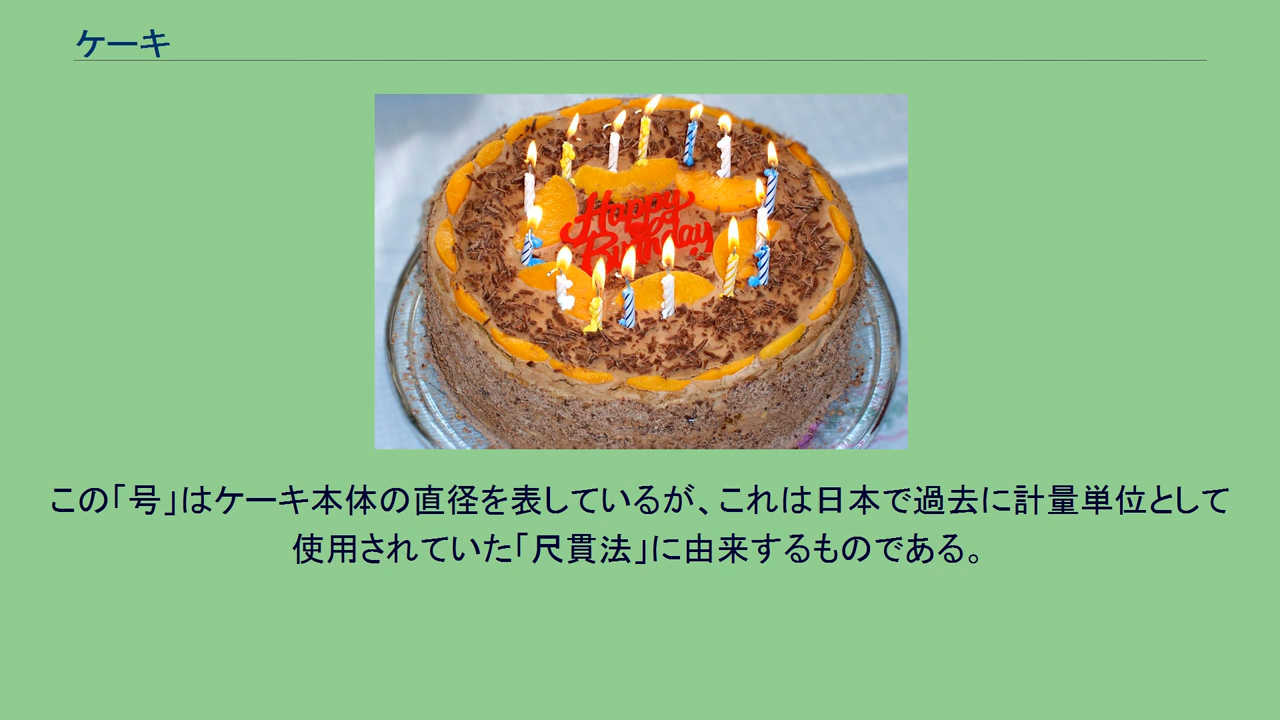 ケーキ
Happy
Birthday
この「号」はケーキ本体の直径を表しているが、これは日本で過去に計量単位として
使用されていた「尺貫法」に由来するものである。